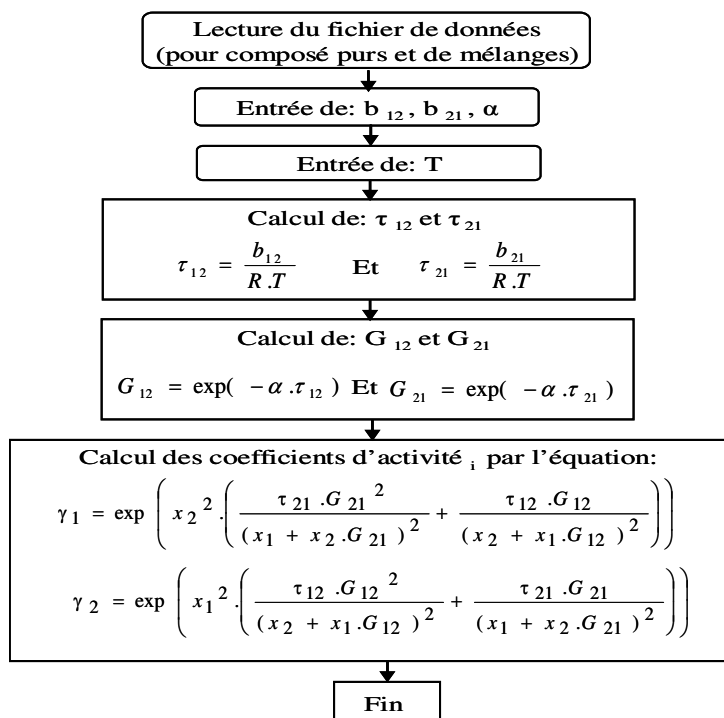 Lecture du fichier de données
(pour composé purs et de mélanges)
Entrée de: b 12 , b 21 , α
Entrée de: T
Calcul de: τ 12 et τ 21
τ 12 = b 12 / R .T Et τ 21 = b 21 / R .T
Calcul de: G 12 et G 21
G 12 = exp( − α .τ 12 ) Et G 21 = exp( − α .τ 21 )
Calcul des coefficients d'activité i par l'équation:
γ 1 = exp ( x 2 ² . ( τ 21 . G 21 ² / ( x 1 + x 2 . G 21 ) ² + τ 12 . G 12 / ( x 2 + x 1 . G 12 ) ² ) )
γ 2 = exp ( x 1 ² . ( τ 12 . G 12 ² / ( x 2 + x 1 . G 12 ) ² + τ 21 . G 21 / ( x 1 + x 2 . G 21 ) ² ) )
Fin